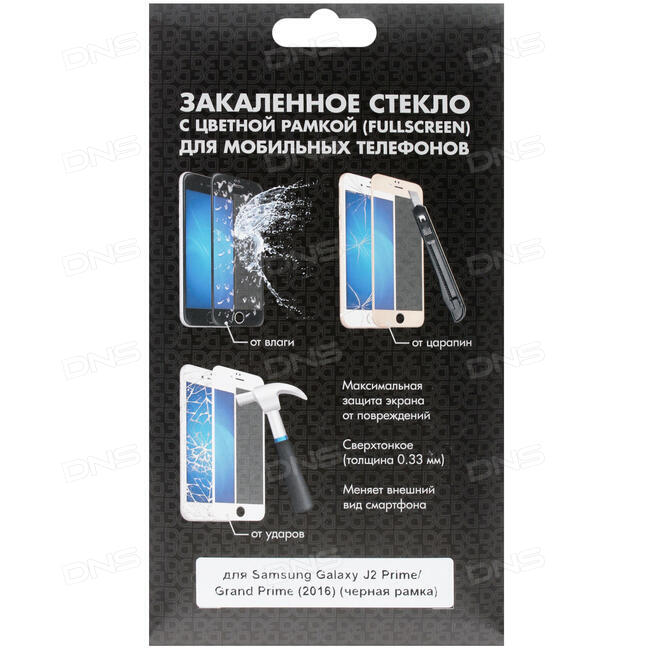 ЗАКАЛЕННОЕ СТЕКЛО
С ЦВЕТНОЙ РАМКОЙ (FULLSCREEN)
ДЛЯ МОБИЛЬНЫХ ТЕЛЕФОНОВ
от влаги
от царапин
от ударов
Максимальная
защита экрана
от повреждений
Сверхтонкое
(толщина 0.33 мм)
Меняет внешний
вид смартфона
для Samsung Galaxy J2 Prime/
Grand Prime (2016) (черная рамка)
DNS